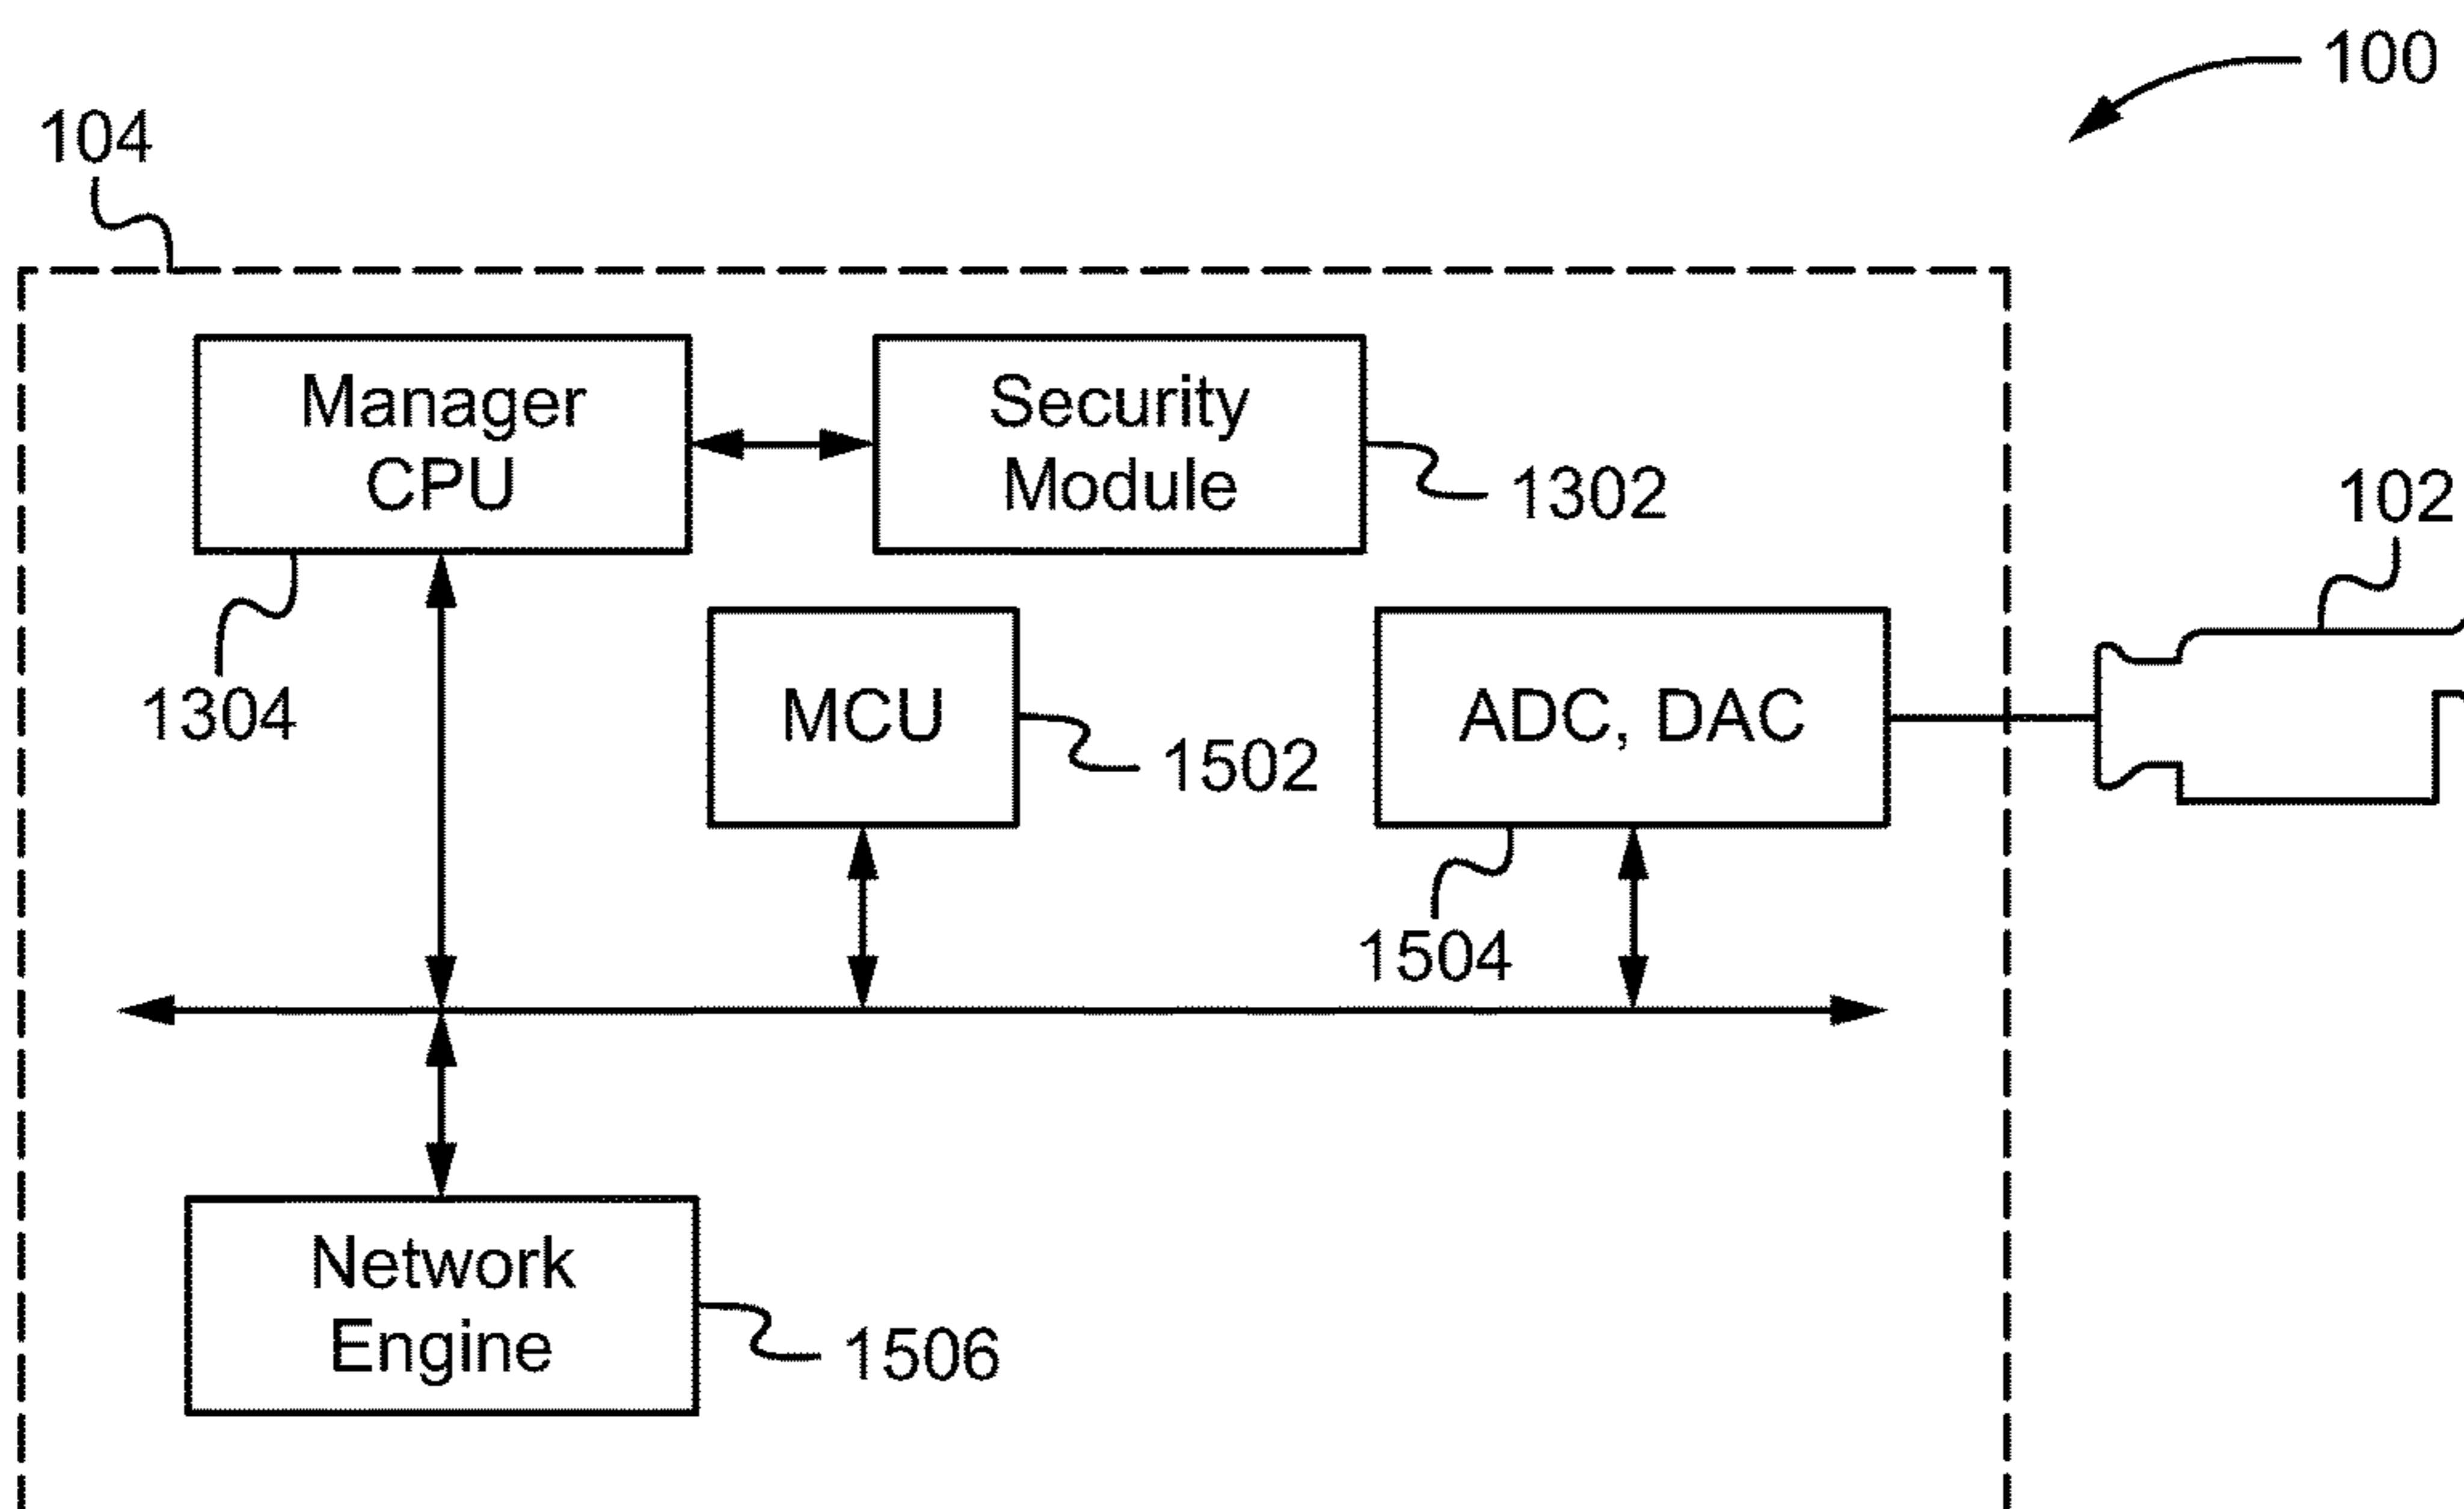 100
104
Manager
CPU
Security
Module
1302
102
1304
MCU
1502
ADC, DAC
1504
Network
Engine
1506